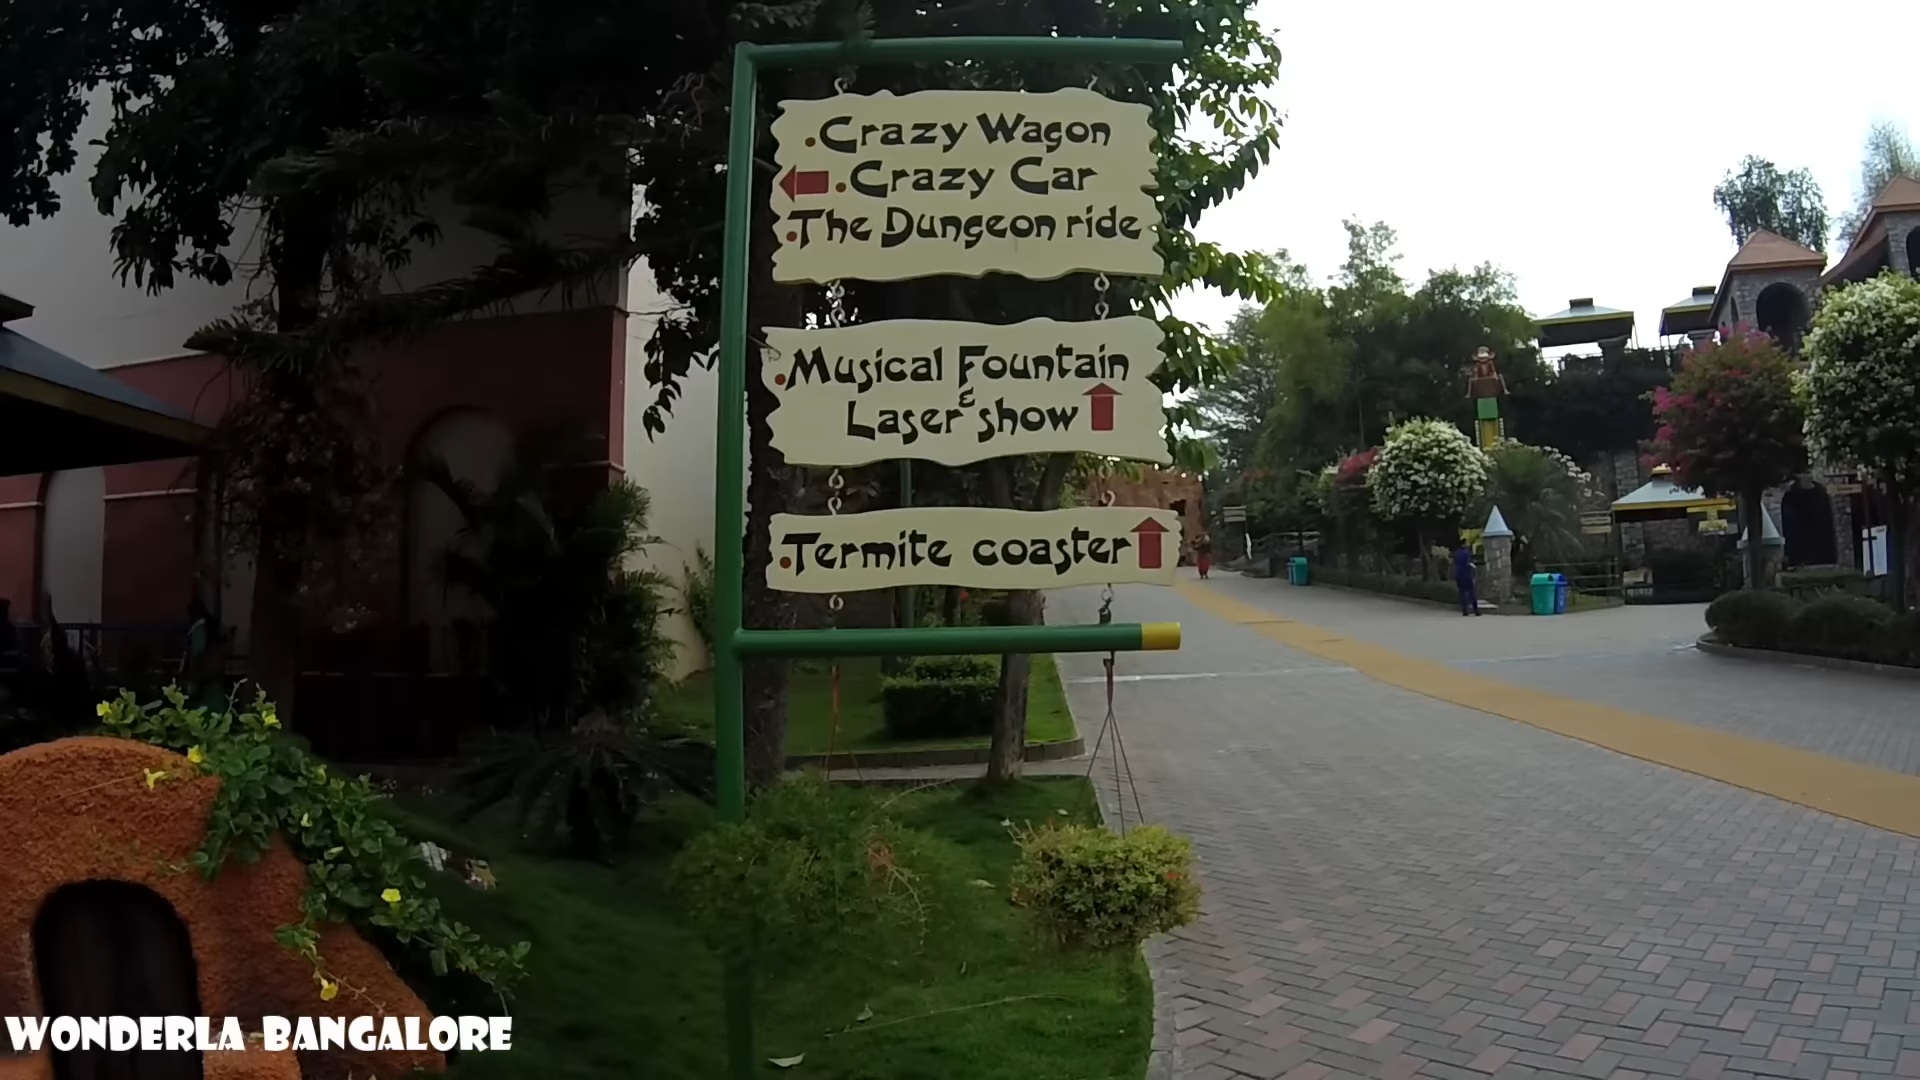 Crazy Wagon
Crazy Car
The Dungeon ride
Musical Fountain
&
Laser show
Termite coaster
WONDERLA BANGALORE